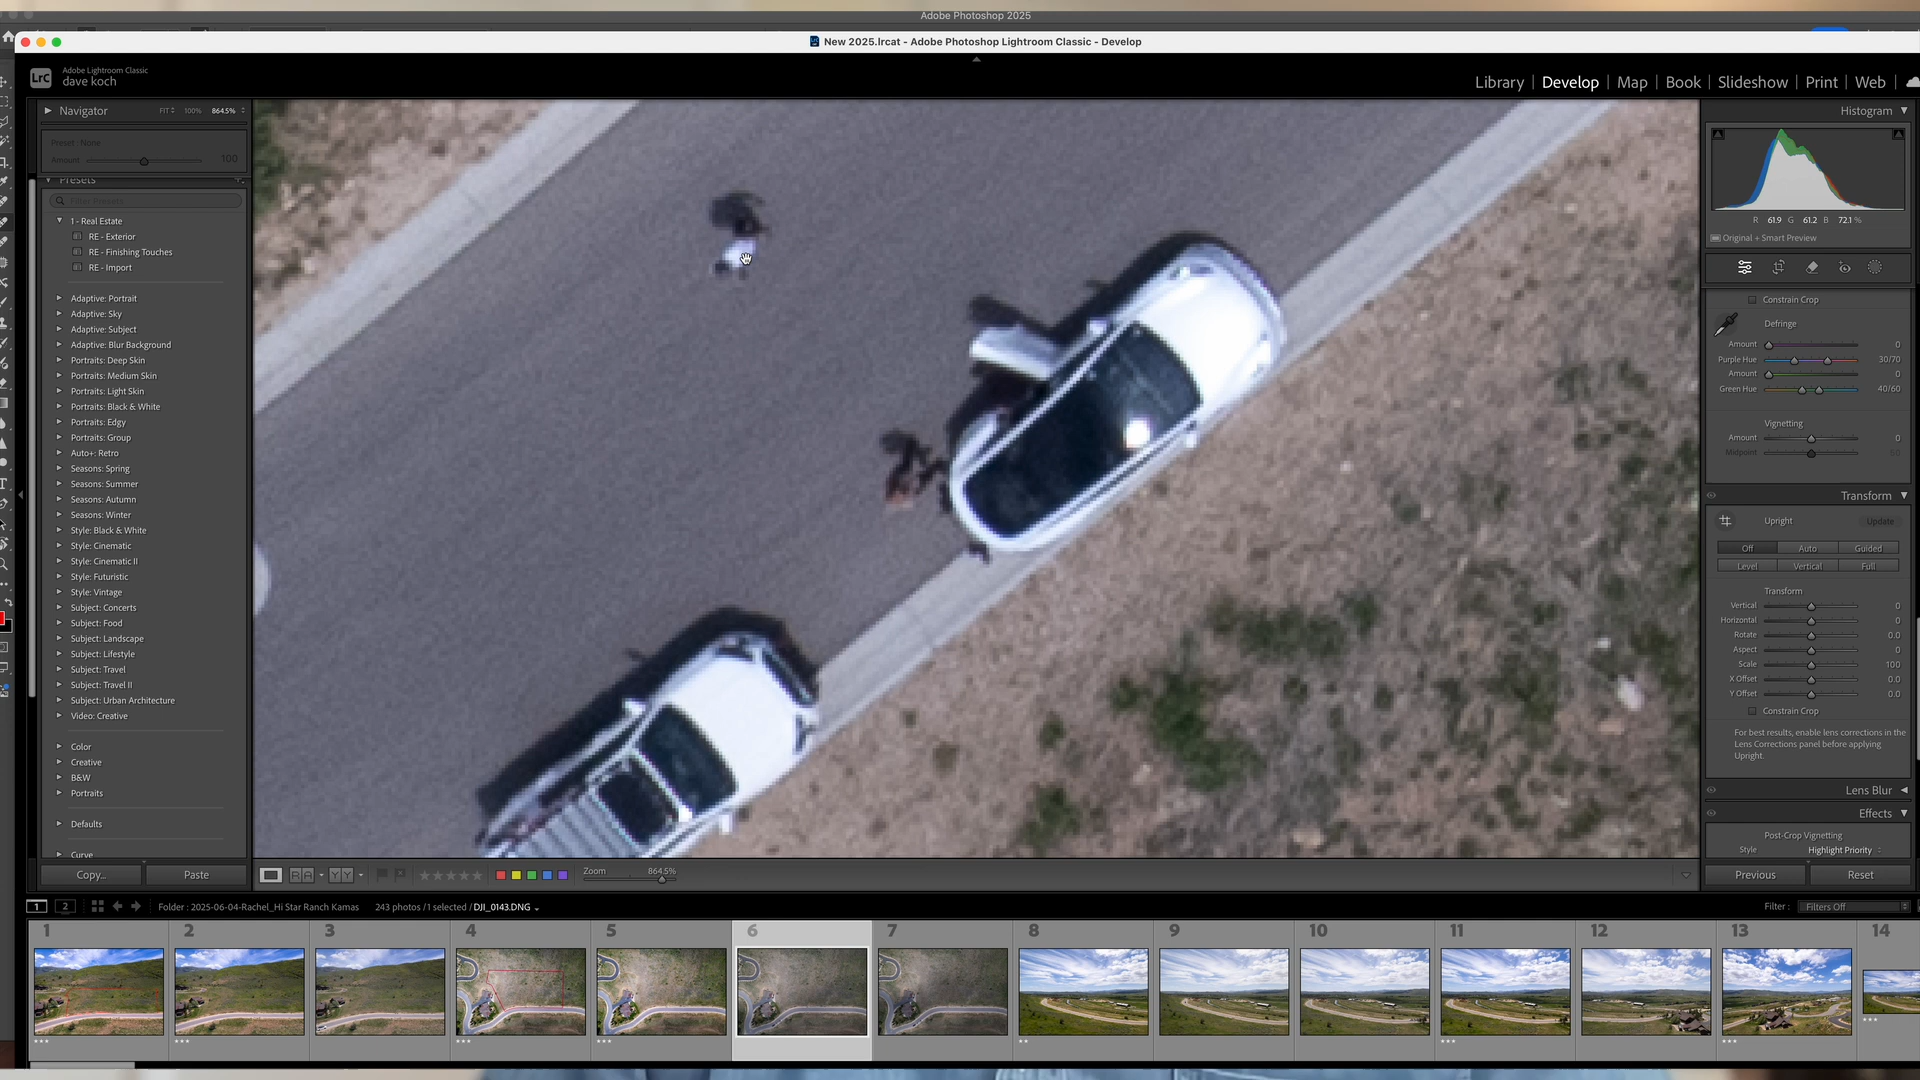 Adobe Photoshop 2025
New 2025.lrcat - Adobe Photoshop Lightroom Classic - Develop
LrC
Adobe Lightroom Classic
dave koch
Library | Develop | Map | Book | Slideshow | Print | Web
Navigator FIT 100% 864.5%
Preset: None
Amount 100
Presets
Filter Presets
1 - Real Estate
RE - Exterior
RE - Finishing Touches
RE - Import
Adaptive: Portrait
Adaptive: Sky
Adaptive: Subject
Adaptive: Blur Background
Portraits: Deep Skin
Portraits: Medium Skin
Portraits: Light Skin
Portraits: Black & White
Portraits: Edgy
Portraits: Group
Auto+: Retro
Seasons: Spring
Seasons: Summer
Seasons: Autumn
Seasons: Winter
Style: Black & White
Style: Cinematic
Style: Cinematic II
Style: Futuristic
Style: Vintage
Subject: Concerts
Subject: Food
Subject: Landscape
Subject: Lifestyle
Subject: Travel
Subject: Travel II
Subject: Urban Architecture
Video: Creative
Color
Creative
B&W
Portraits
Defaults
Curve
Copy... Paste
Histogram
R 61.9 G 61.2 B 72.1 %
Original + Smart Preview
Constrain Crop
Defringe
Amount 0
Purple Hue 30/70
Amount 0
Green Hue 40/60
Vignetting
Amount 0
Midpoint 50
Transform
Upright Update
Off Auto Guided
Level Vertical Full
Transform
Vertical 0
Horizontal 0
Rotate 0.0
Aspect 0
Scale 100
X Offset 0.0
Y Offset 0.0
Constrain Crop
For best results, enable lens corrections in the
Lens Corrections panel before applying
Upright.
Lens Blur
Effects
Post-Crop Vignetting
Style Highlight Priority
Previous Reset
R A Y Y Zoom 864.5%
1 2 Folder : 2025-06-04-Rachel_Hi Star Ranch Kamas 243 photos /1 selected / DJI_0143.DNG
Filter : Filters Off
1 2 3 4 5 6 7 8 9 10 11 12 13 14